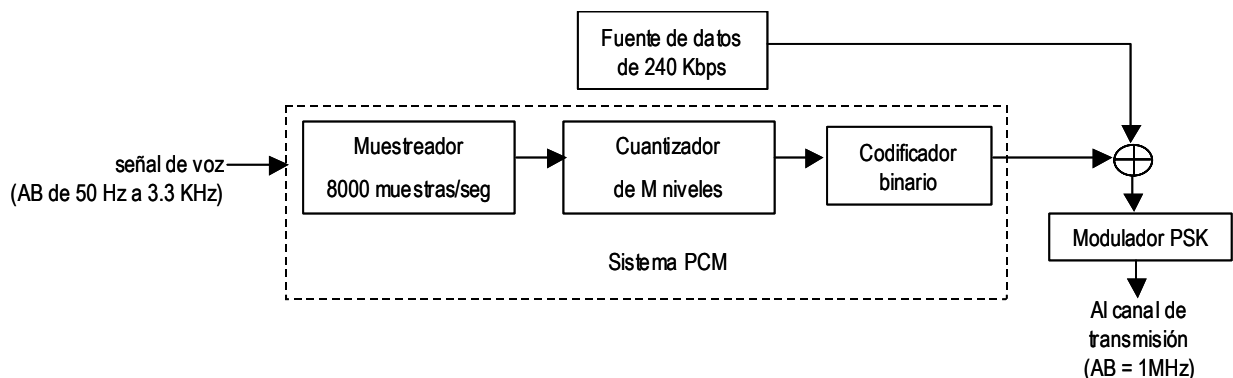 Fuente de datos
de 240 Kbps
señal de voz
(AB de 50 Hz a 3.3 KHz)
Muestreador
8000 muestras/seg
Cuantizador
de M niveles
Codificador
binario
Sistema PCM
Modulador PSK
Al canal de
transmisión
(AB = 1MHz)